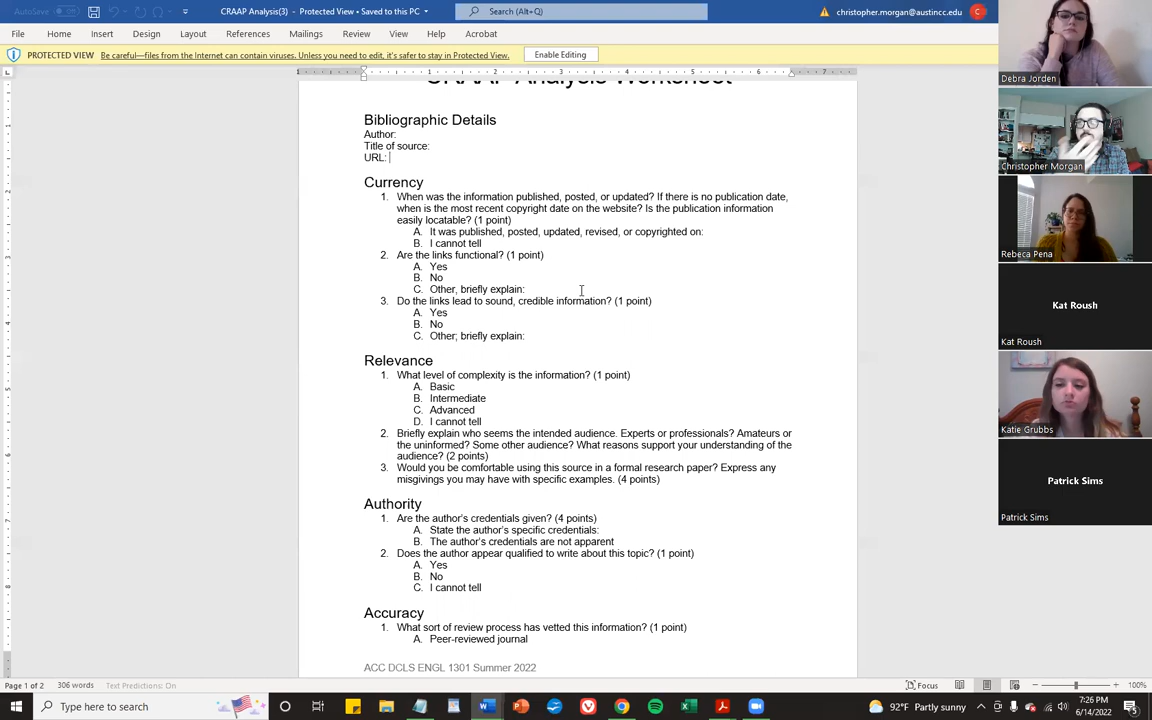 AutoSave
Off
CRAAP Analysis(3) - Protected View • Saved to this PC
Search (Alt+Q)
christopher.morgan@austincc.edu
C
File
Home
Insert
Design
Layout
References
Mailings
Review
View
Help
Acrobat
PROTECTED VIEW
Be careful—files from the Internet can contain viruses. Unless you need to edit, it's safer to stay in Protected View.
Enable Editing
CRAAP Analysis Worksheet
Bibliographic Details
Author:
Title of source:
URL:
Currency
1. When was the information published, posted, or updated? If there is no publication date,
when is the most recent copyright date on the website? Is the publication information
easily locatable? (1 point)
A. It was published, posted, updated, revised, or copyrighted on:
B. I cannot tell
2. Are the links functional? (1 point)
A. Yes
B. No
C. Other, briefly explain:
3. Do the links lead to sound, credible information? (1 point)
A. Yes
B. No
C. Other; briefly explain:
Relevance
1. What level of complexity is the information? (1 point)
A. Basic
B. Intermediate
C. Advanced
D. I cannot tell
2. Briefly explain who seems the intended audience. Experts or professionals? Amateurs or
the uninformed? Some other audience? What reasons support your understanding of the
audience? (2 points)
3. Would you be comfortable using this source in a formal research paper? Express any
misgivings you may have with specific examples. (4 points)
Authority
1. Are the author's credentials given? (4 points)
A. State the author's specific credentials:
B. The author's credentials are not apparent
2. Does the author appear qualified to write about this topic? (1 point)
A. Yes
B. No
C. I cannot tell
Accuracy
1. What sort of review process has vetted this information? (1 point)
A. Peer-reviewed journal
ACC DCLS ENGL 1301 Summer 2022
Debra Jorden
Christopher Morgan
Rebeca Pena
Kat Roush
Kat Roush
Katie Grubbs
Patrick Sims
Patrick Sims
Page 1 of 2
306 words
Text Predictions: On
Focus
100%
Type here to search
92°F Partly sunny
7:26 PM
6/14/2022